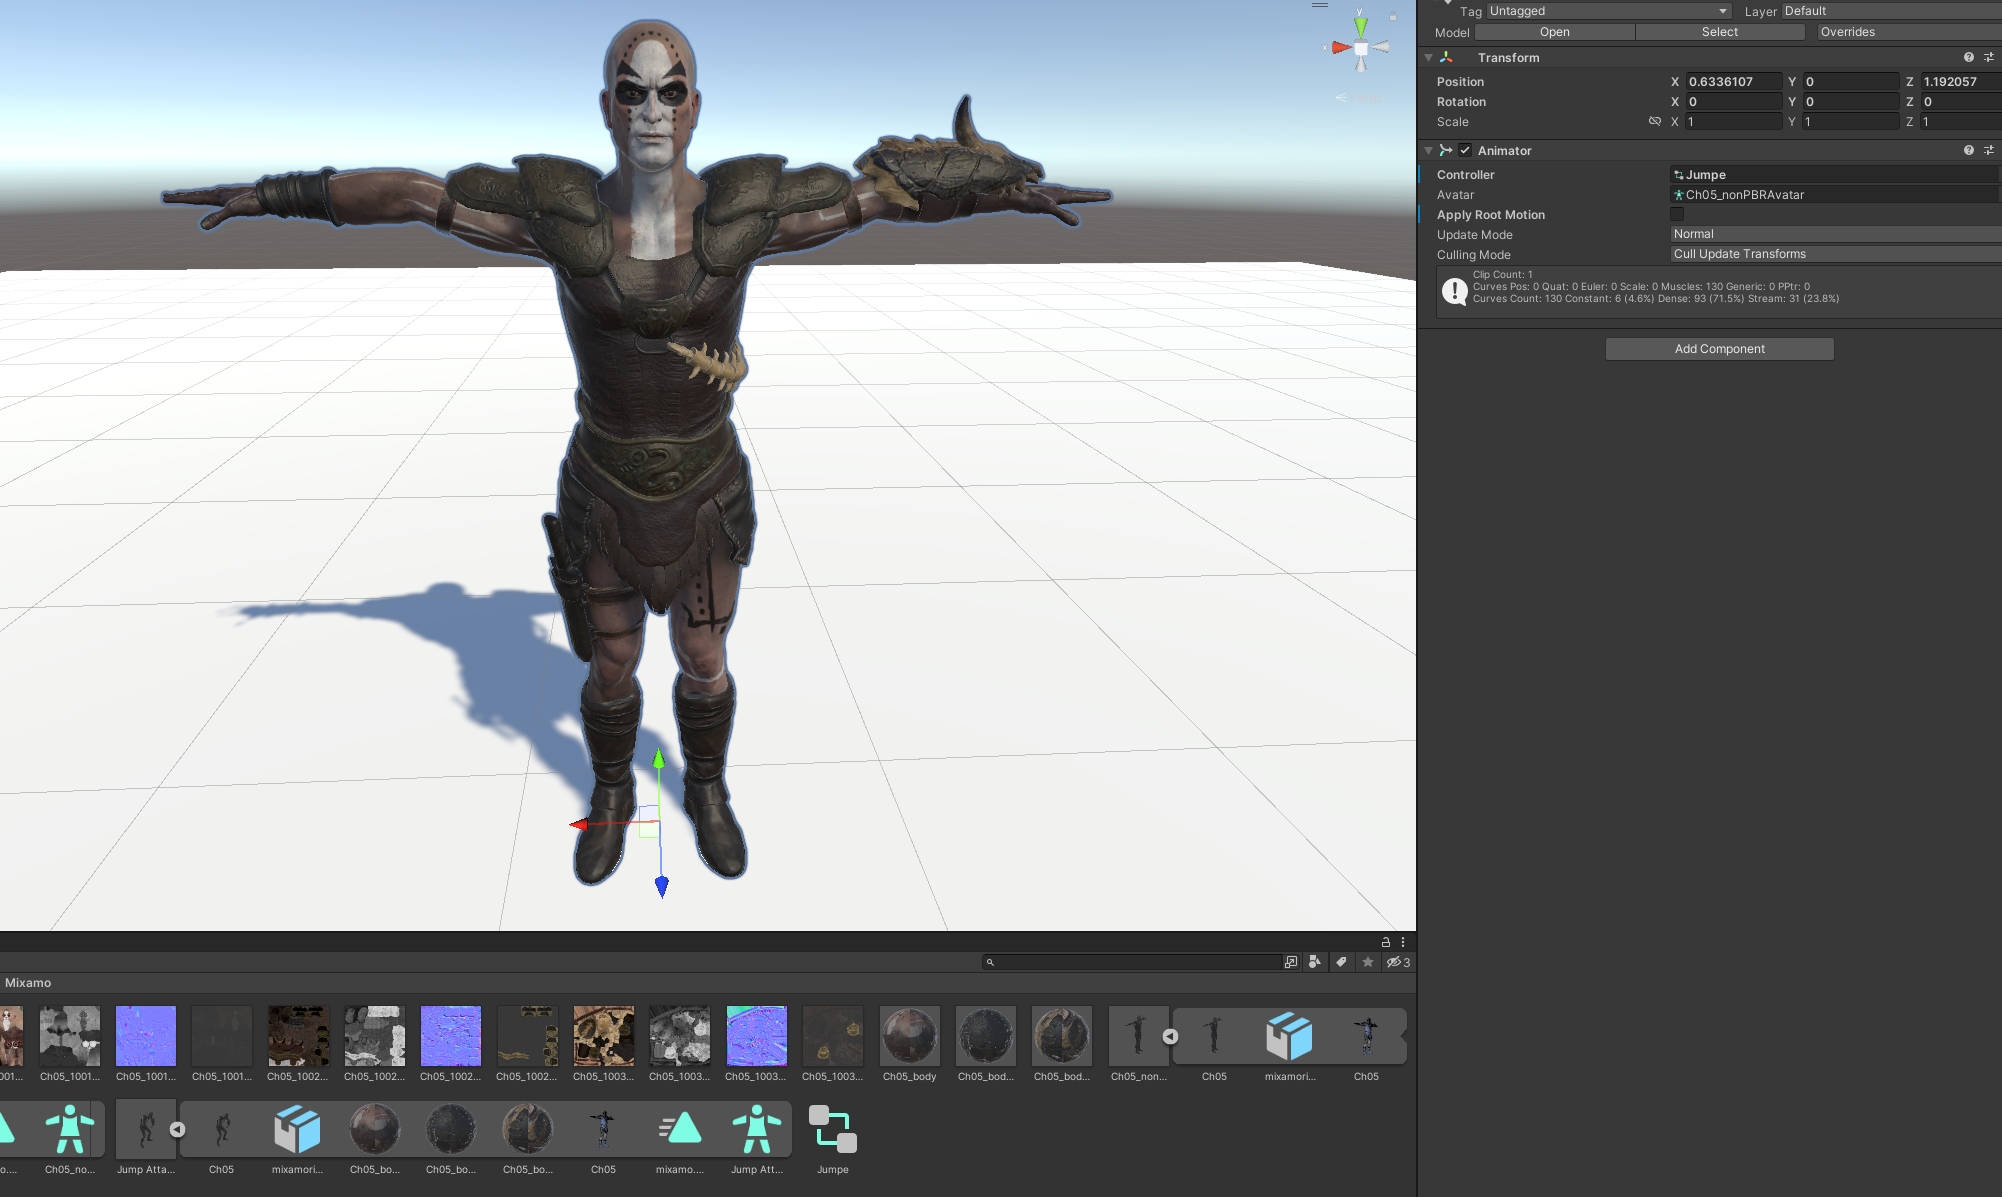 y
x
Tag Untagged Layer Default
Model Open Select Overrides
Transform
Position X 0.6336107 Y 0 Z 1.192057
Rotation X 0 Y 0 Z 0
Scale X 1 Y 1 Z 1
Animator
Controller Jumpe
Avatar Ch05_nonPBRAvatar
Apply Root Motion
Update Mode Normal
Culling Mode Cull Update Transforms
Clip Count: 1
Curves Pos: 0 Quat: 0 Euler: 0 Scale: 0 Muscles: 130 Generic: 0 PPtr: 0
Curves Count: 130 Constant: 6 (4.6%) Dense: 93 (71.5%) Stream: 31 (23.8%)
Add Component
3
Mixamo
001... Ch05_1001... Ch05_1001... Ch05_1001... Ch05_1002... Ch05_1002... Ch05_1002... Ch05_1002... Ch05_1003... Ch05_1003... Ch05_1003... Ch05_1003... Ch05_body Ch05_bod... Ch05_bod... Ch05_non... Ch05 mixamori... Ch05
o.... Ch05_no... Jump Atta... Ch05 mixamori... Ch05_bo... Ch05_bo... Ch05_bo... Ch05 mixamo.... Jump Att... Jumpe